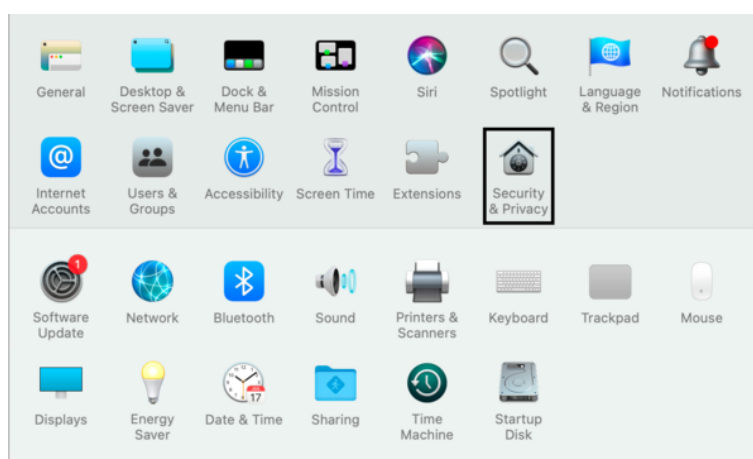 General Desktop & Screen Saver Dock & Menu Bar Mission Control Siri Spotlight Language & Region Notifications
@
Internet Accounts Users & Groups Accessibility Screen Time Extensions Security & Privacy
1
Software Update Network Bluetooth Sound Printers & Scanners Keyboard Trackpad Mouse
17
Displays Energy Saver Date & Time Sharing Time Machine Startup Disk